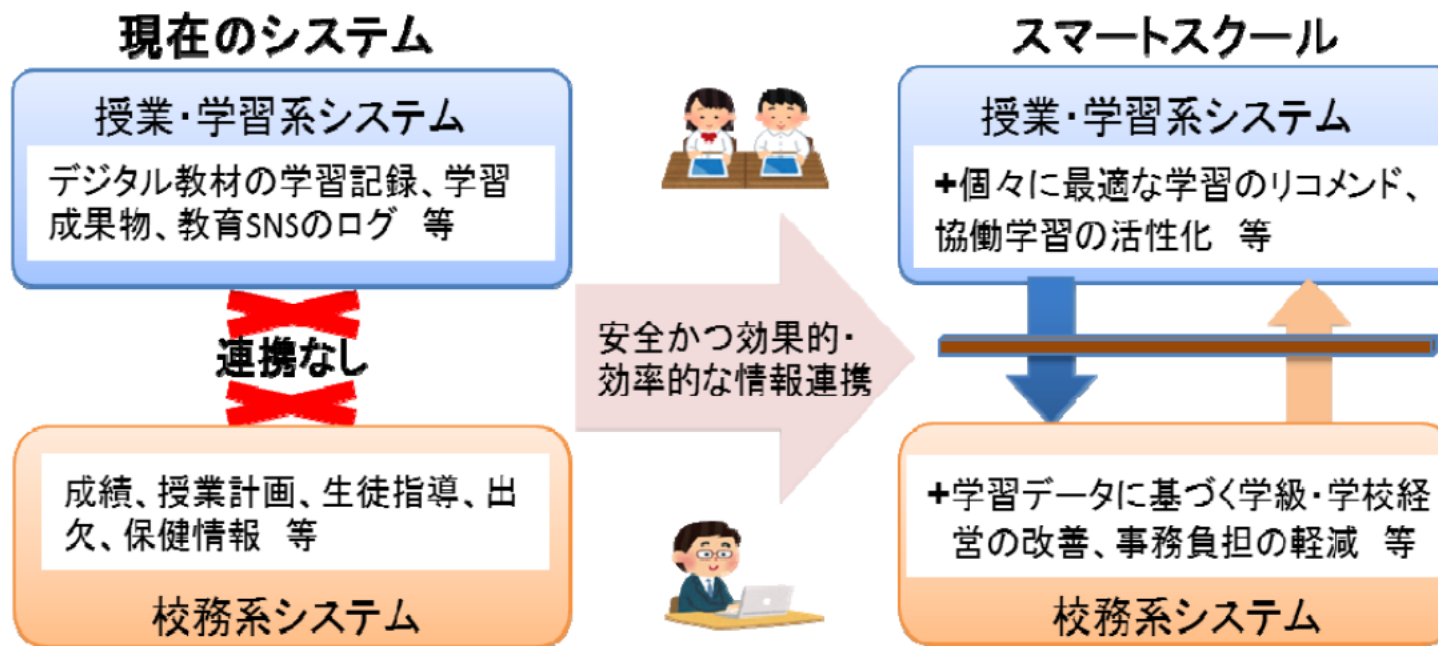 現在のシステム
授業・学習系システム
デジタル教材の学習記録、学習
成果物、教育SNSのログ 等
連携なし
成績、授業計画、生徒指導、出
欠、保健情報 等
校務系システム
安全かつ効果的・
効率的な情報連携
スマートスクール
授業・学習系システム
+個々に最適な学習のリコメンド、
協働学習の活性化 等
+学習データに基づく学級・学校経
営の改善、事務負担の軽減 等
校務系システム